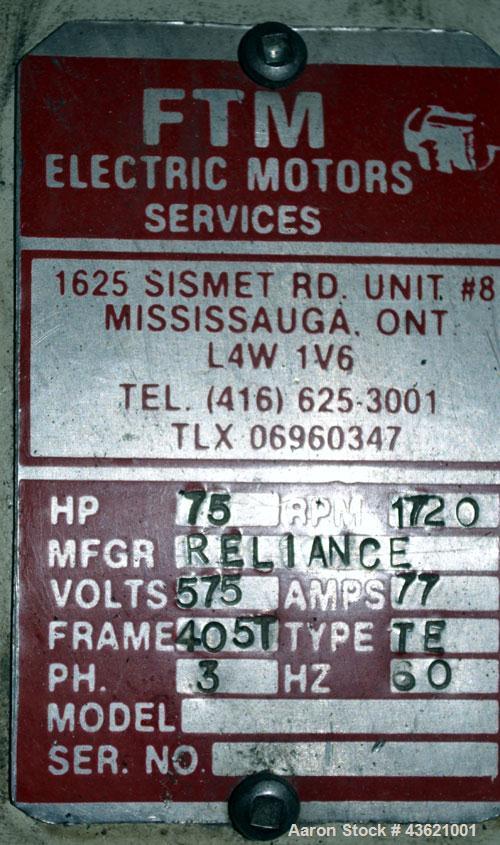 FTM
ELECTRIC MOTORS
SERVICES
1625 SISMET RD. UNIT #8
MISSISSAUGA, ONT
L4W 1V6
TEL. (416) 625-3001
TLX 06960347
HP 75 RPM 1720
MFGR RELIANCE
VOLTS 575 AMPS 77
FRAME 405T TYPE TE
PH. 3 HZ 60
MODEL
SER. NO.
Aaron Stock # 43621001